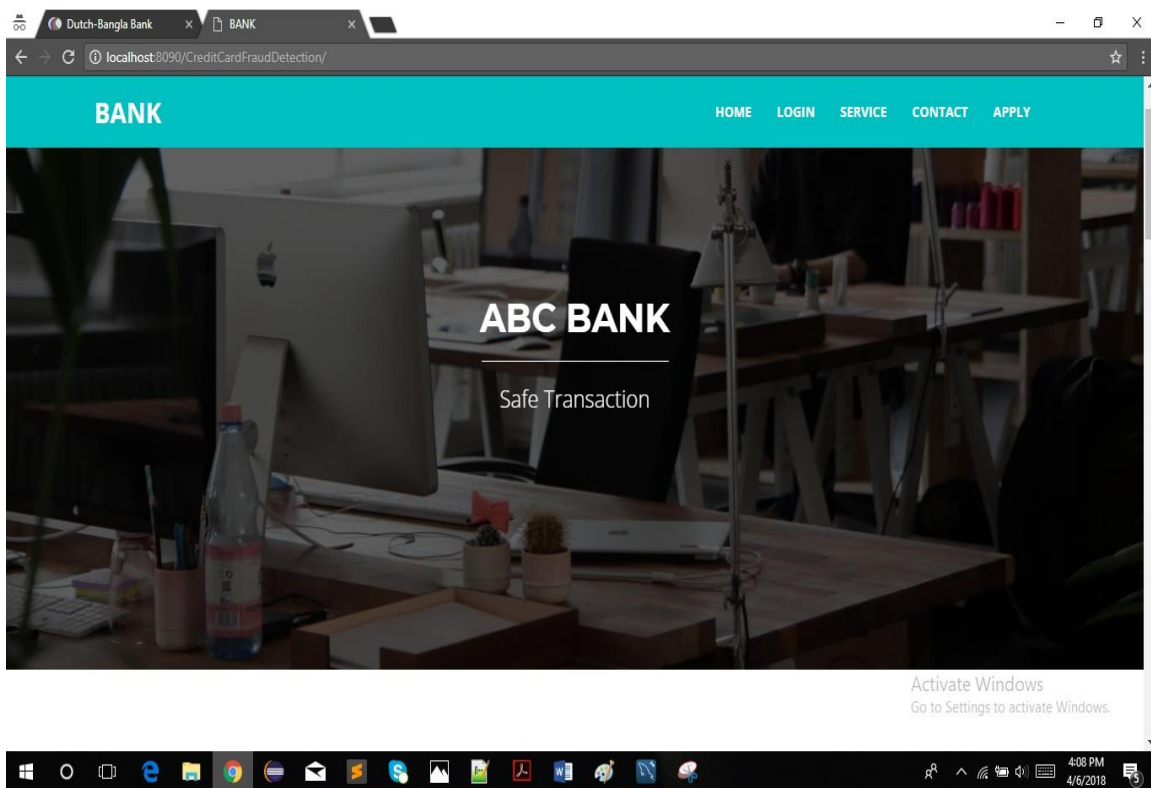 Dutch-Bangla Bank
BANK
localhost:8090/CreditCardFraudDetection/
BANK
HOME LOGIN SERVICE CONTACT APPLY
ABC BANK
Safe Transaction
Activate Windows
Go to Settings to activate Windows.
4:08 PM
4/6/2018
5